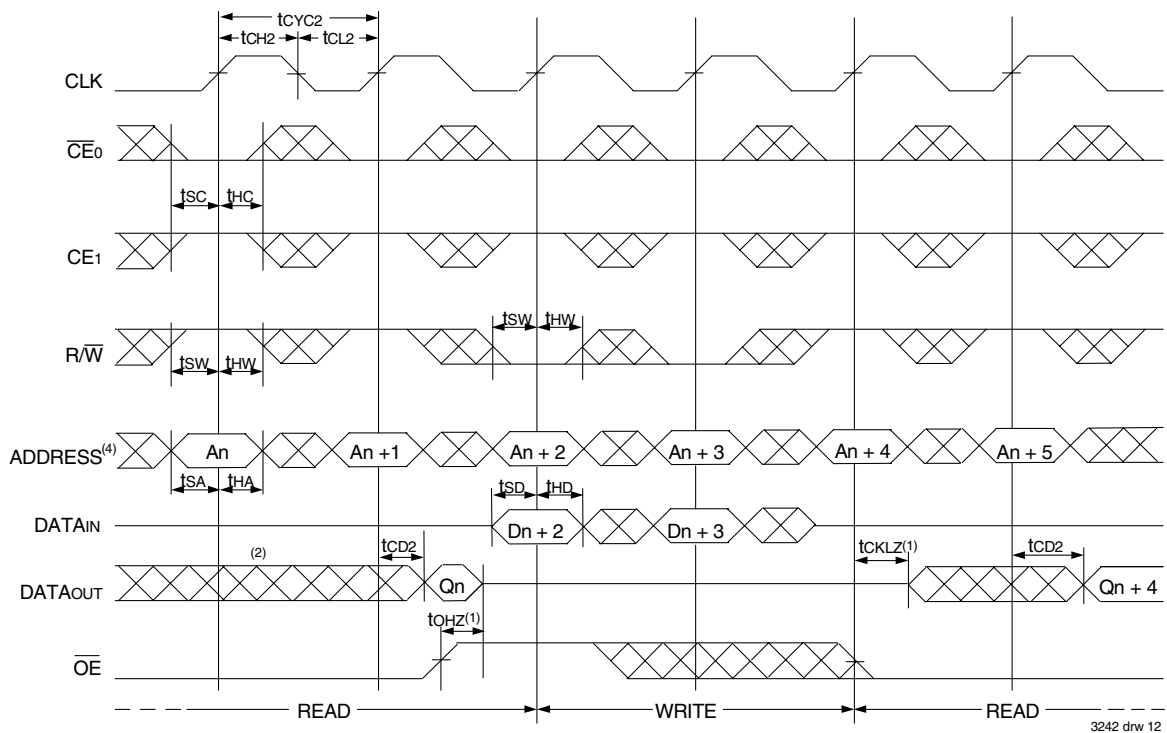 tCYC2
tCH2 tCL2
CLK
CE0
tSC tHC
CE1
tSW tHW
R/W
tSW tHW
ADDRESS(4) An An +1 An + 2 An + 3 An + 4 An + 5
tSA tHA tSD tHD
DATAIN Dn + 2 Dn + 3
(2) tCD2 tCKLZ(1) tCD2
DATAOUT Qn Qn + 4
tOHZ(1)
OE
READ WRITE READ
3242 drw 12